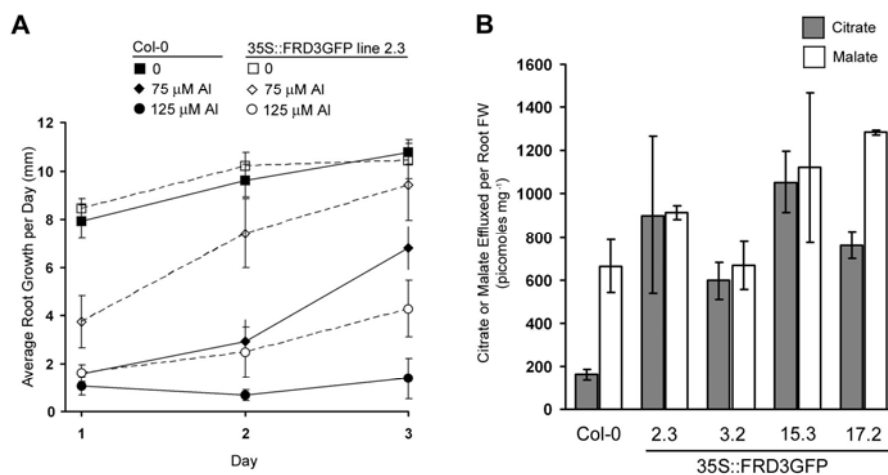 A
Col-0 35S::FRD3GFP line 2.3
0 0
75 µM Al 75 µM Al
125 µM Al 125 µM Al
Average Root Growth per Day (mm)
12
10
8
6
4
2
0
1 2 3
Day
B
Citrate
Malate
Citrate or Malate Effluxed per Root FW
(picomoles mg⁻¹)
1600
1400
1200
1000
800
600
400
200
0
Col-0 2.3 3.2 15.3 17.2
35S::FRD3GFP